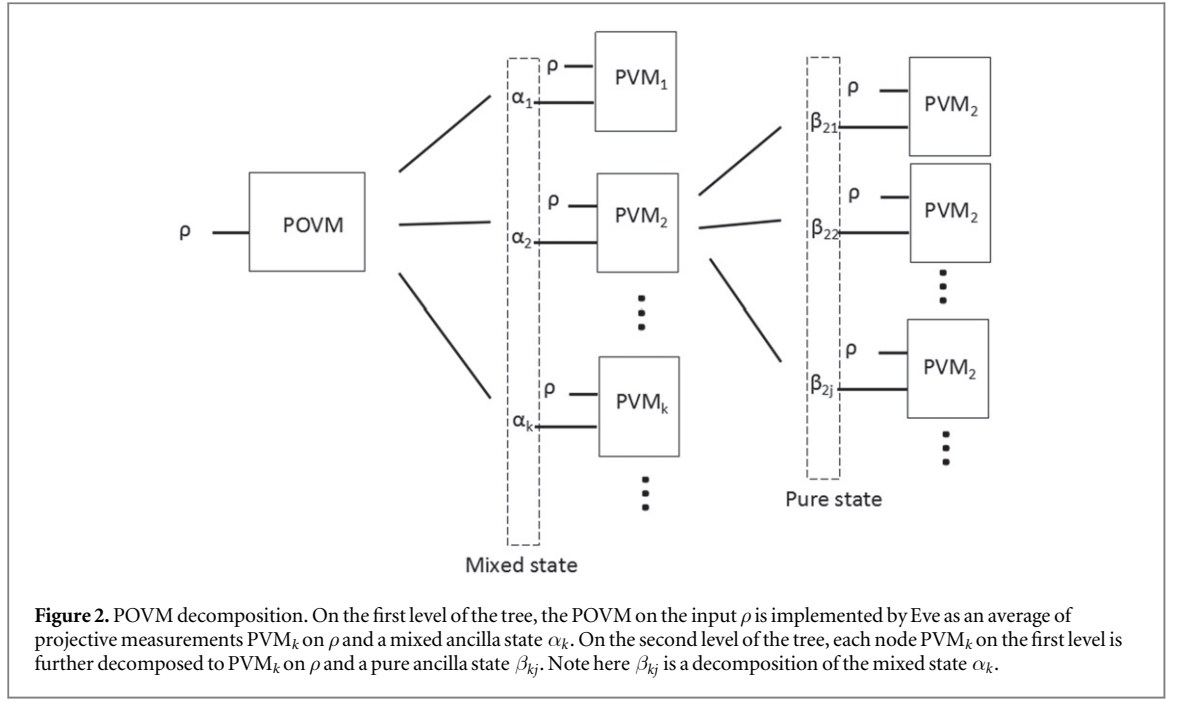 ρ
POVM
ρ
α₁
PVM₁
ρ
α₂
PVM₂
ρ
αₖ
PVMₖ
Mixed state
ρ
β₂₁
PVM₂
ρ
β₂₂
PVM₂
ρ
β₂ⱼ
PVM₂
Pure state
Figure 2. POVM decomposition. On the first level of the tree, the POVM on the input ρ is implemented by Eve as an average of
projective measurements PVMₖ on ρ and a mixed ancilla state αₖ. On the second level of the tree, each node PVMₖ on the first level is
further decomposed to PVMₖ on ρ and a pure ancilla state βₖⱼ. Note here βₖⱼ is a decomposition of the mixed state αₖ.